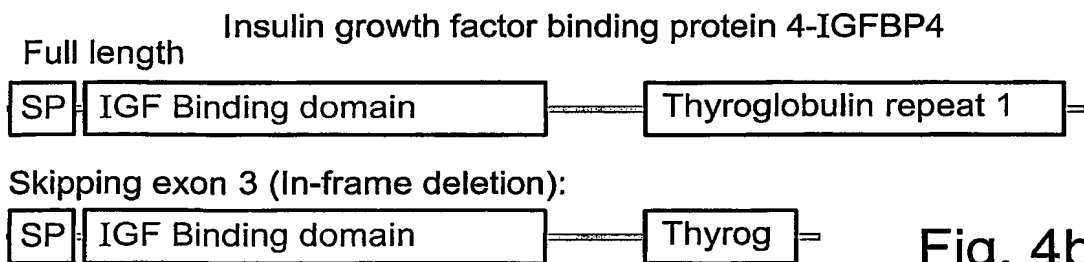 Insulin growth factor binding protein 4-IGFBP4
Full length
SP IGF Binding domain Thyroglobulin repeat 1
Skipping exon 3 (In-frame deletion):
SP IGF Binding domain Thyrog
Fig. 4b